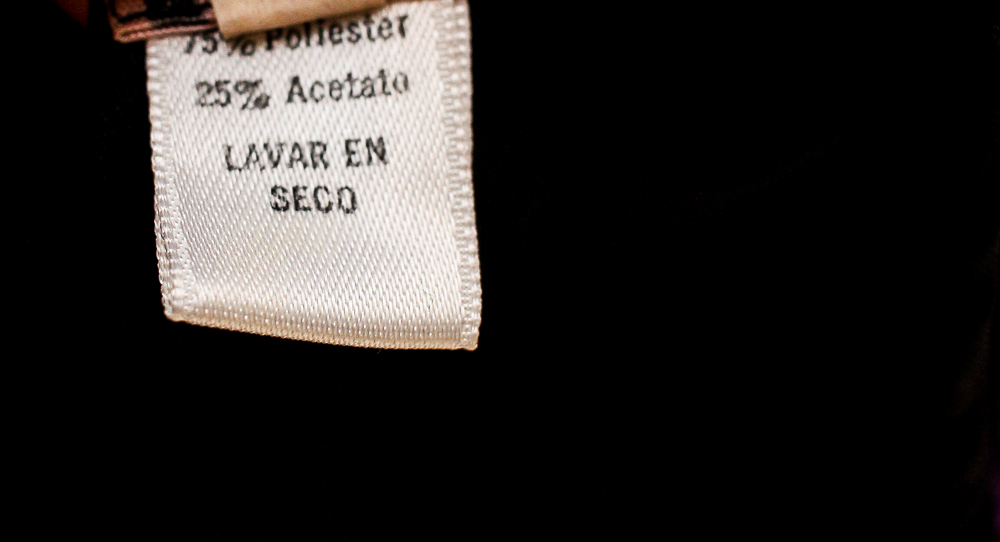 75% Poliester
25% Acetato
LAVAR EN
SECO